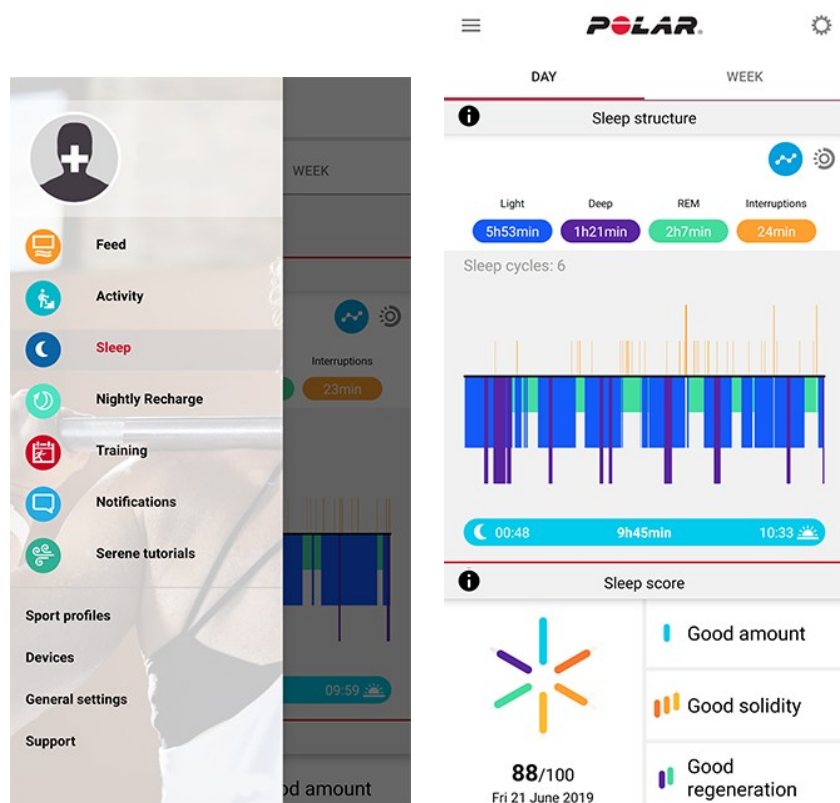 WEEK
Feed
Activity
Sleep
Nightly Recharge
Training
Notifications
Serene tutorials
Sport profiles
Devices
General settings
Support
Interruptions
23min
09:59
od amount
POLAR
DAY WEEK
Sleep structure
Light Deep REM Interruptions
5h53min 1h21min 2h7min 24min
Sleep cycles: 6
00:48 9h45min 10:33
Sleep score
Good amount
Good solidity
Good
regeneration
88/100
Fri 21 June 2019